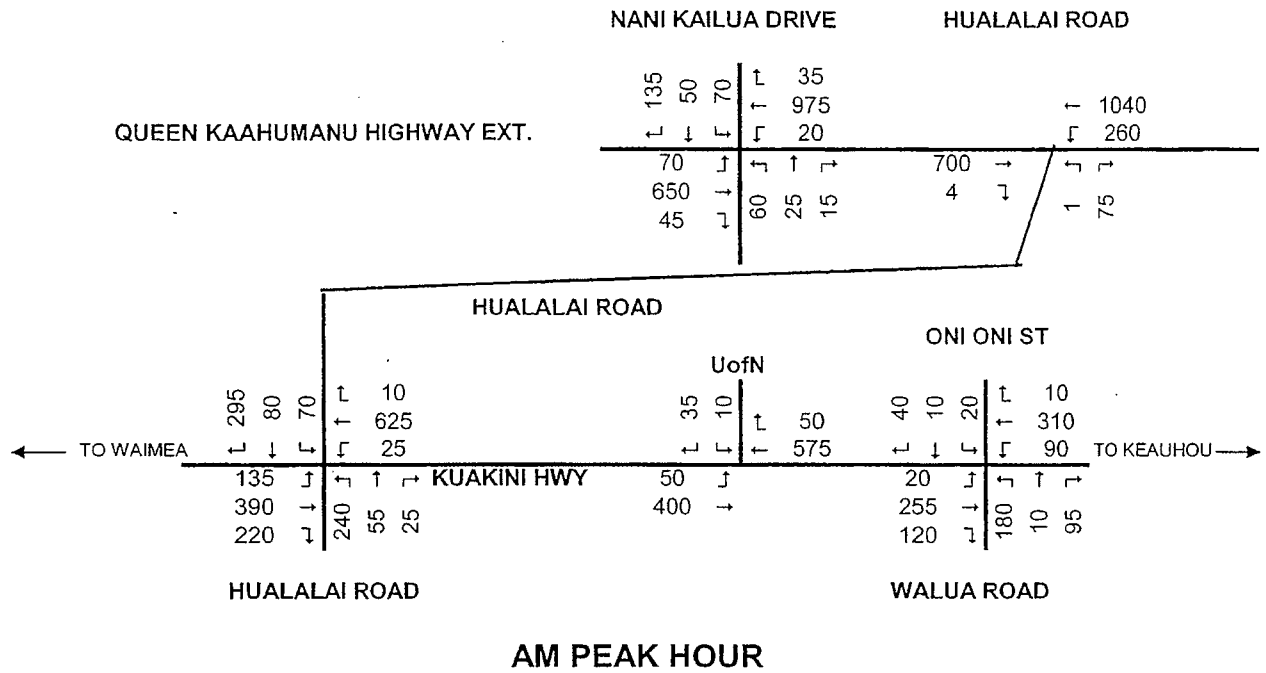 NANI KAILUA DRIVE HUALALAI ROAD
135 50 70 35
975 1040
QUEEN KAAHUMANU HIGHWAY EXT. 20 260
70 700
650 60 25 15 4 1 75
45
HUALALAI ROAD
ONI ONI ST
UofN
295 80 70 10 35 10 50 40 10 20 10
625 310
TO WAIMEA 25 575 90 TO KEAUHOU
135 KUAKINI HWY 50 20
390 240 55 25 400 255 180 10 95
220 120
HUALALAI ROAD WALUA ROAD
AM PEAK HOUR